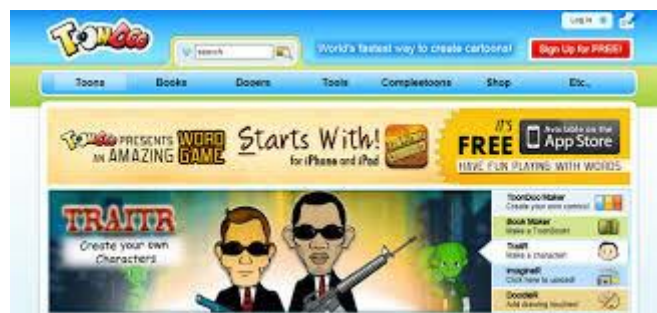 TOONDOO
Log in
search
World's fastest way to create cartoons!
Sign Up for FREE!
Toons Books Dooers Tools Compleetoons Shop Etc.,
TOONDOO PRESENTS
AN AMAZING
WORD
GAME
Starts With!
for iPhone and iPod
IT'S
FREE
Available on the
App Store
HAVE FUN PLAYING WITH WORDS
TRAITR
Create your own
Characters
ToonDoo Maker
Create your own comics!
Book Maker
Make a ToonBook!
TraitR
Make a character!
ImagineR
Click here to upload!
DoodleR
Add drawing touches!